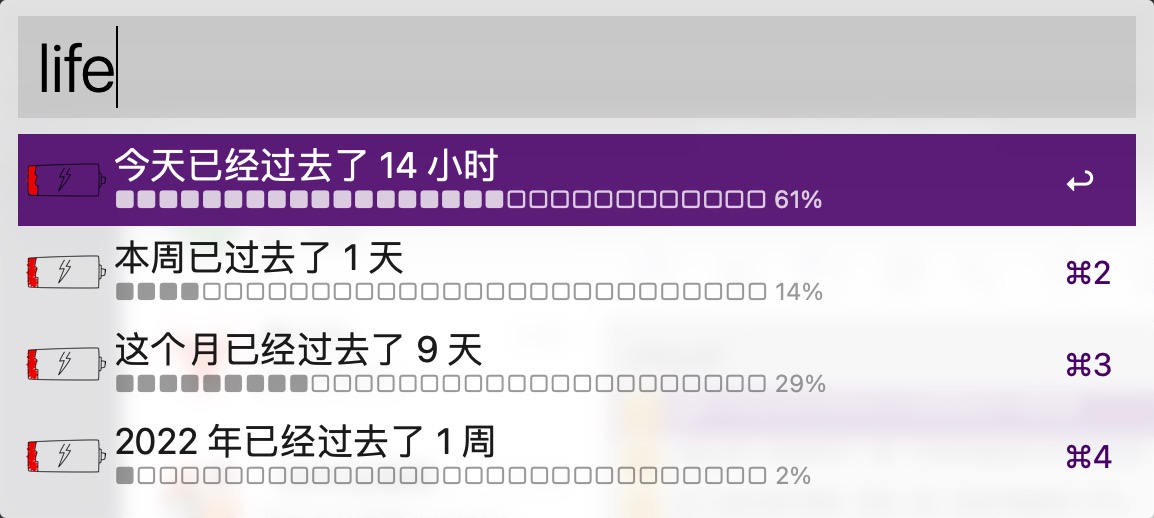 life
今天已经过去了 14 小时
61%
本周已过去了 1 天
14%
⌘2
这个月已经过去了 9 天
29%
⌘3
2022 年已经过去了 1 周
2%
⌘4